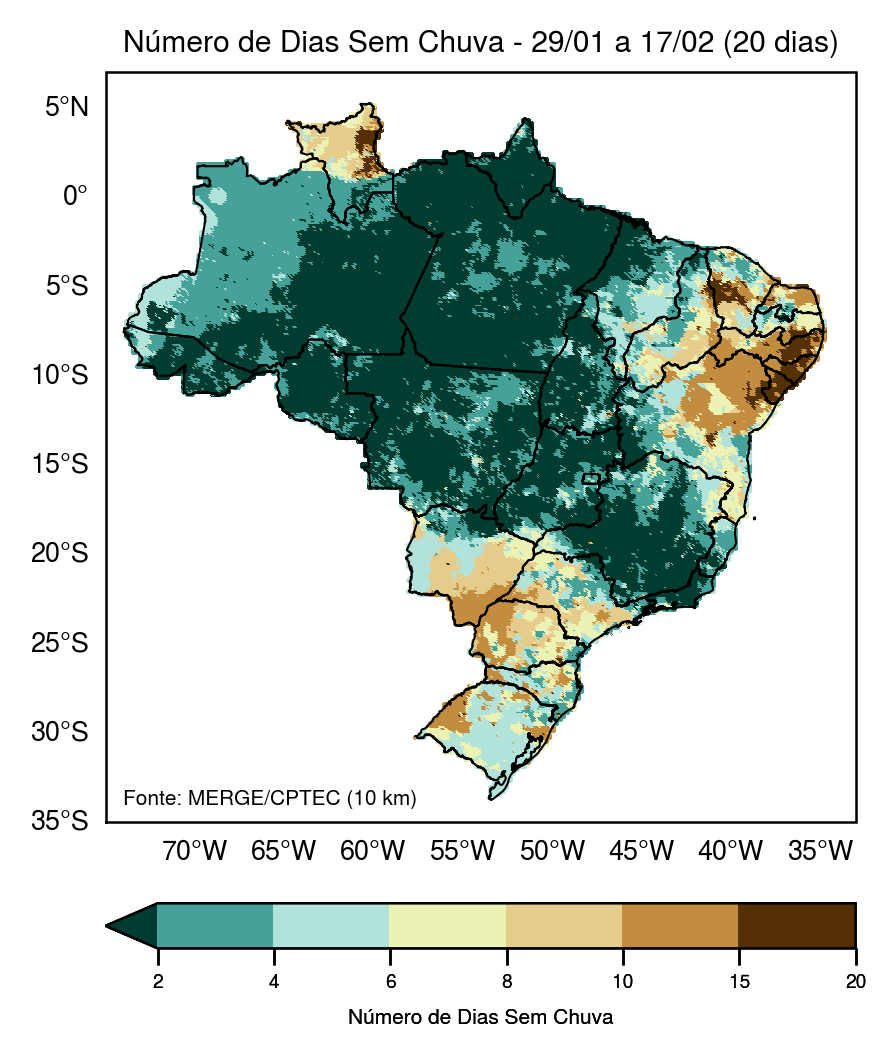 Número de Dias Sem Chuva - 29/01 a 17/02 (20 dias)
5°N
0°
5°S
10°S
15°S
20°S
25°S
30°S
35°S
Fonte: MERGE/CPTEC (10 km)
70°W 65°W 60°W 55°W 50°W 45°W 40°W 35°W
2 4 6 8 10 15 20
Número de Dias Sem Chuva